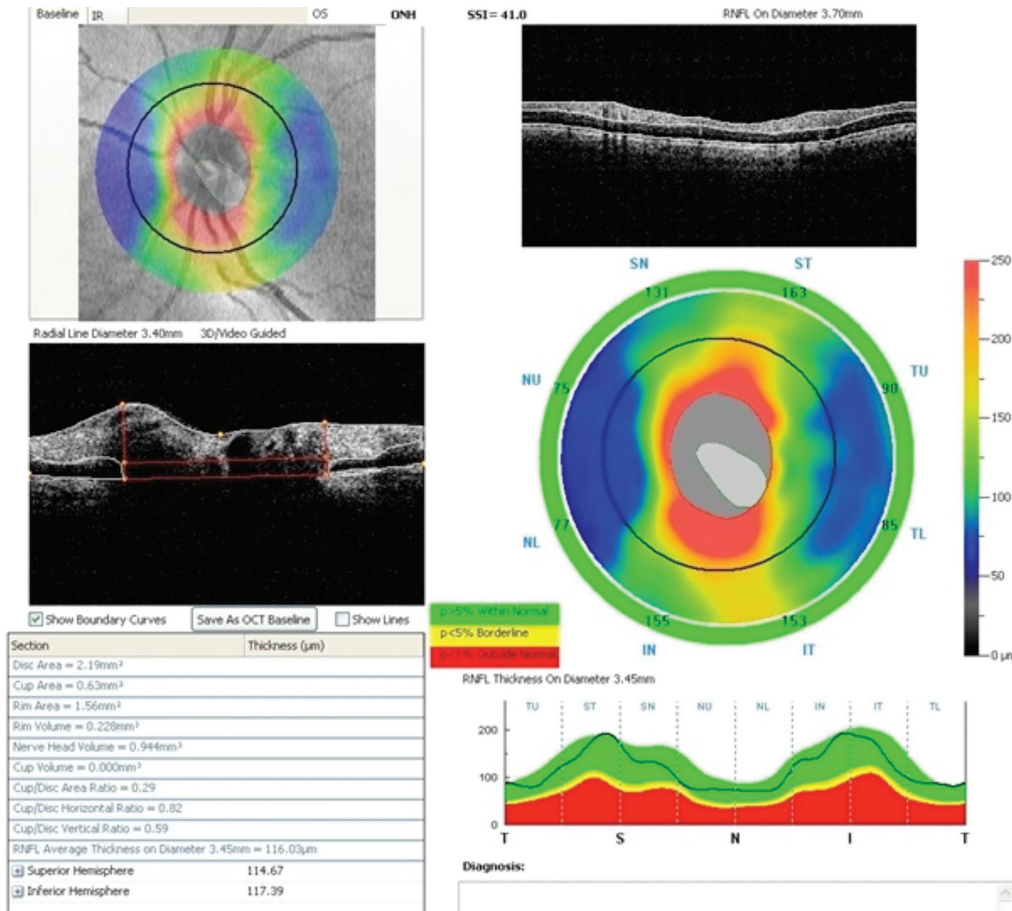 Baseline IR OS ONH
SSI= 41.0 RNFL On Diameter 3.70mm
Radial Line Diameter 3.40mm 3D/Video Guided
SN ST
131 163
NU TU
75 90
NL TL
77 85
155 153
IN IT
250
200
150
100
50
0 µm
Show Boundary Curves Save As OCT Baseline Show Lines
p>5% Within Normal
p<5% Borderline
p<1% Outside Normal
Section Thickness (µm)
Disc Area = 2.19mm²
Cup Area = 0.63mm²
Rim Area = 1.56mm²
Rim Volume = 0.228mm³
Nerve Head Volume = 0.944mm³
Cup Volume = 0.000mm³
Cup/Disc Area Ratio = 0.29
Cup/Disc Horizontal Ratio = 0.82
Cup/Disc Vertical Ratio = 0.59
RNFL Average Thickness on Diameter 3.45mm = 116.03µm
Superior Hemisphere 114.67
Inferior Hemisphere 117.39
RNFL Thickness On Diameter 3.45mm
TU ST SN NU NL IN IT TL
200
100
0
T S N I T
Diagnosis: